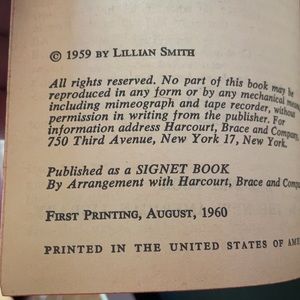 © 1959 BY LILLIAN SMITH
All rights reserved. No part of this book may be
reproduced in any form or by any mechanical means,
including mimeograph and tape recorder, without
permission in writing from the publisher. For
information address Harcourt, Brace and Company,
750 Third Avenue, New York 17, New York.
Published as a SIGNET BOOK
By Arrangement with Harcourt, Brace and Comp
FIRST PRINTING, AUGUST, 1960
PRINTED IN THE UNITED STATES OF AM